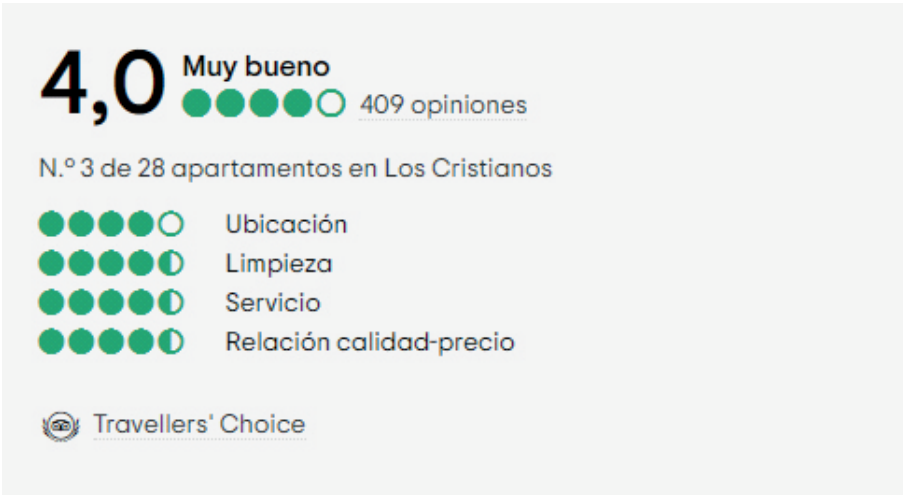 4,0 Muy bueno
409 opiniones
N.º 3 de 28 apartamentos en Los Cristianos
Ubicación
Limpieza
Servicio
Relación calidad-precio
Travellers' Choice